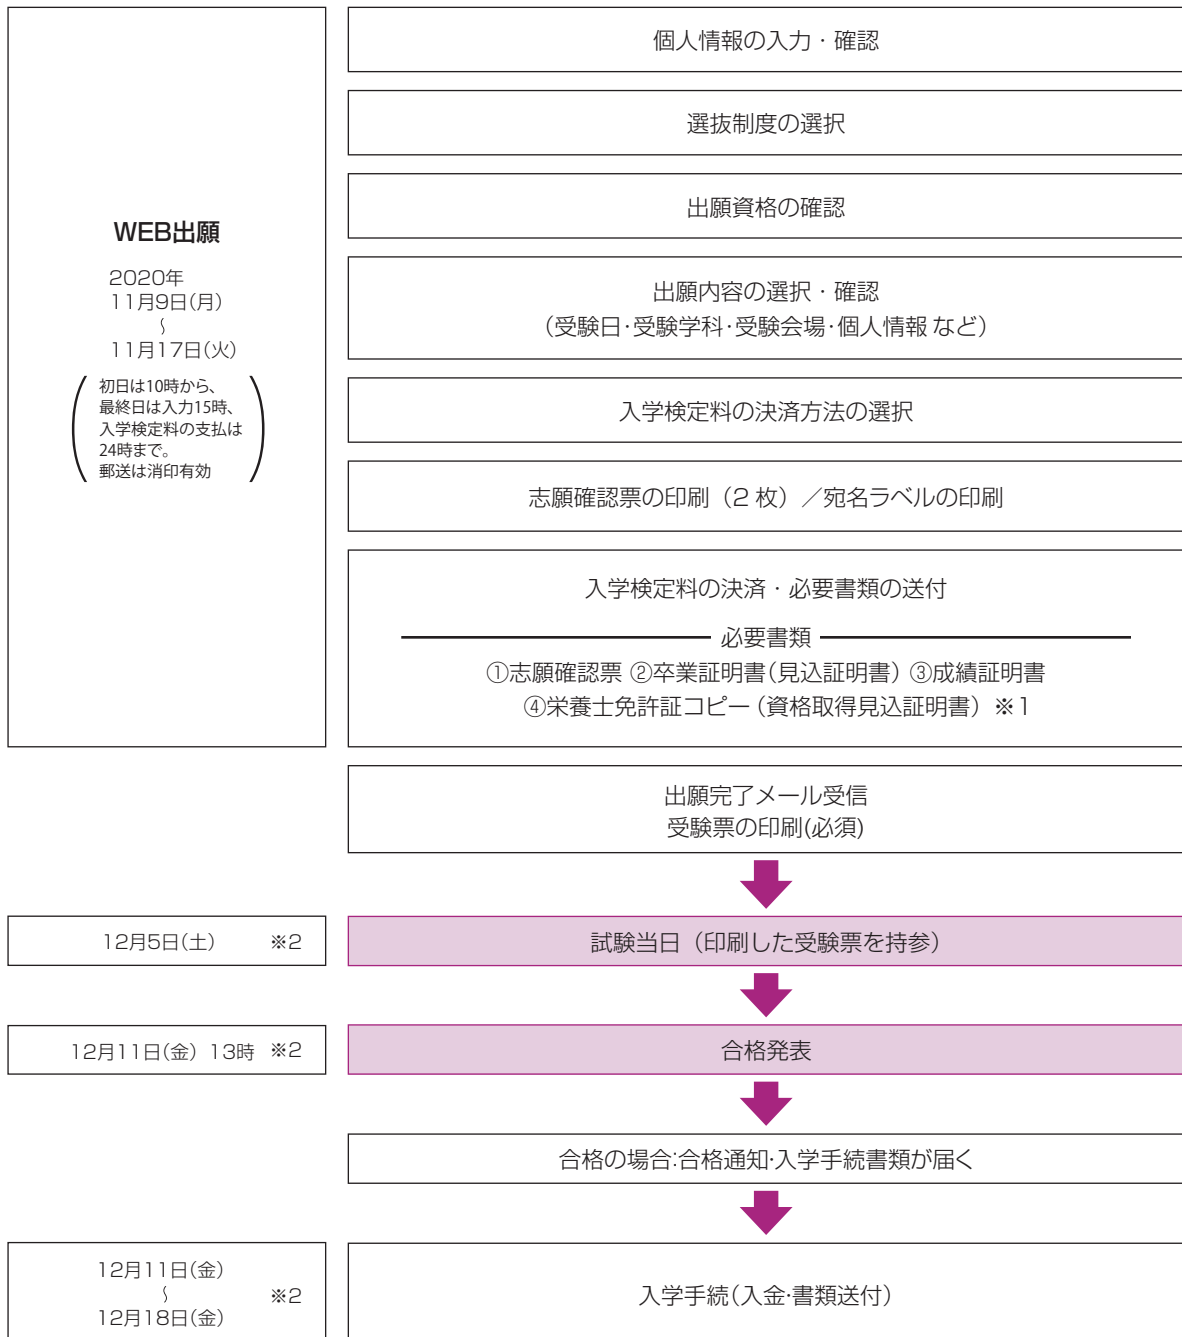 WEB出願
2020年
11月9日(月)
〜
11月17日(火)
初日は10時から、
最終日は入力15時、
入学検定料の支払は
24時まで。
郵送は消印有効
個人情報の入力・確認
選抜制度の選択
出願資格の確認
出願内容の選択・確認
(受験日・受験学科・受験会場・個人情報 など)
入学検定料の決済方法の選択
志願確認票の印刷(2 枚)/宛名ラベルの印刷
入学検定料の決済・必要書類の送付
必要書類
①志願確認票 ②卒業証明書(見込証明書) ③成績証明書
④栄養士免許証コピー(資格取得見込証明書) ※1
出願完了メール受信
受験票の印刷(必須)
12月5日(土) ※2
試験当日(印刷した受験票を持参)
12月11日(金) 13時 ※2
合格発表
合格の場合:合格通知・入学手続書類が届く
12月11日(金)
〜
12月18日(金)
※2
入学手続(入金・書類送付)